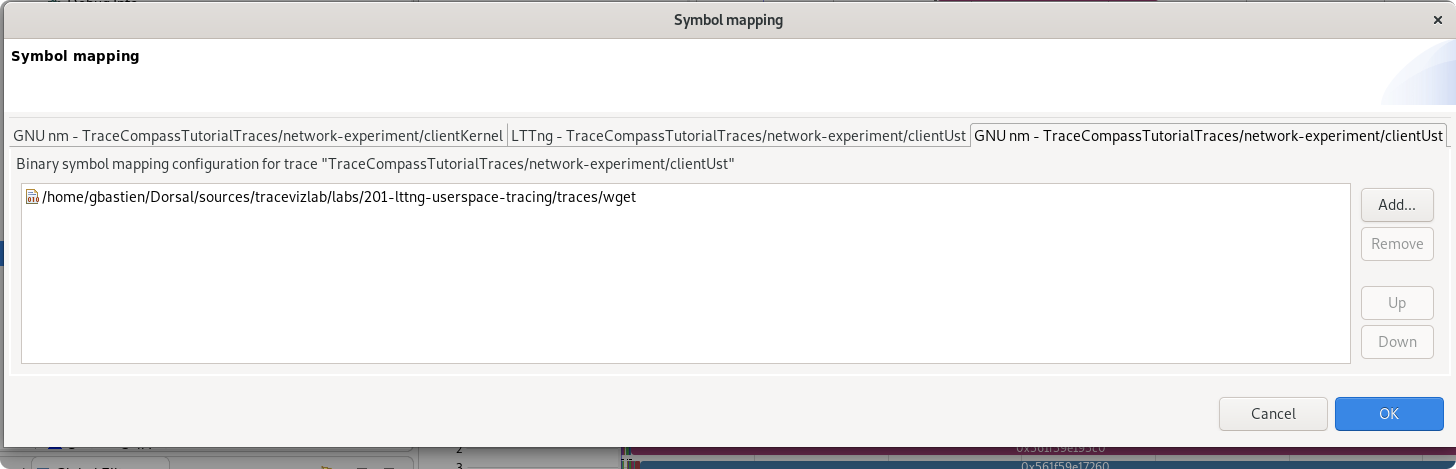 Symbol mapping
×
Symbol mapping
GNU nm - TraceCompassTutorialTraces/network-experiment/clientKernel
LTTng - TraceCompassTutorialTraces/network-experiment/clientUst
GNU nm - TraceCompassTutorialTraces/network-experiment/clientUst
Binary symbol mapping configuration for trace "TraceCompassTutorialTraces/network-experiment/clientUst"
010 /home/gbastien/Dorsal/sources/tracevizlab/labs/201-lttng-userspace-tracing/traces/wget
Add...
Remove
Up
Down
Cancel
OK
2
3
0x561f59e17260